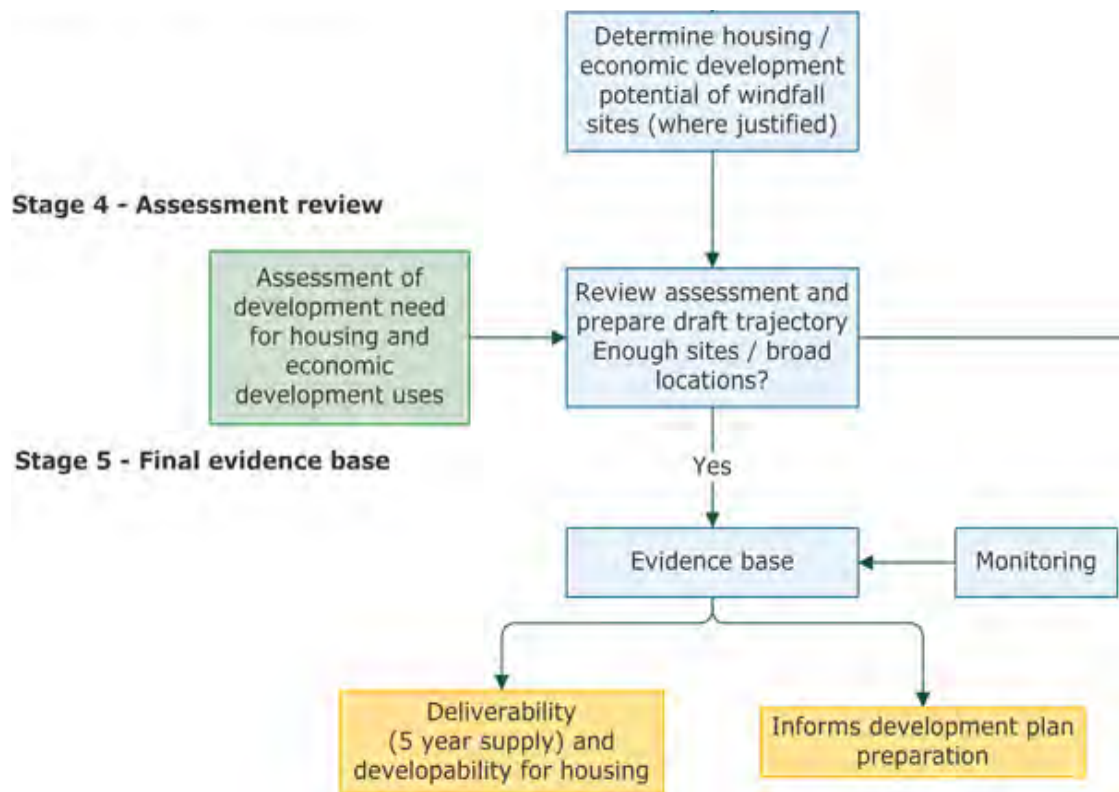 Determine housing /
economic development
potential of windfall
sites (where justified)
Stage 4 - Assessment review
Assessment of
development need
for housing and
economic
development uses
Review assessment and
prepare draft trajectory
Enough sites / broad
locations?
Stage 5 - Final evidence base
Yes
Evidence base
Monitoring
Deliverability
(5 year supply) and
developability for housing
Informs development plan
preparation